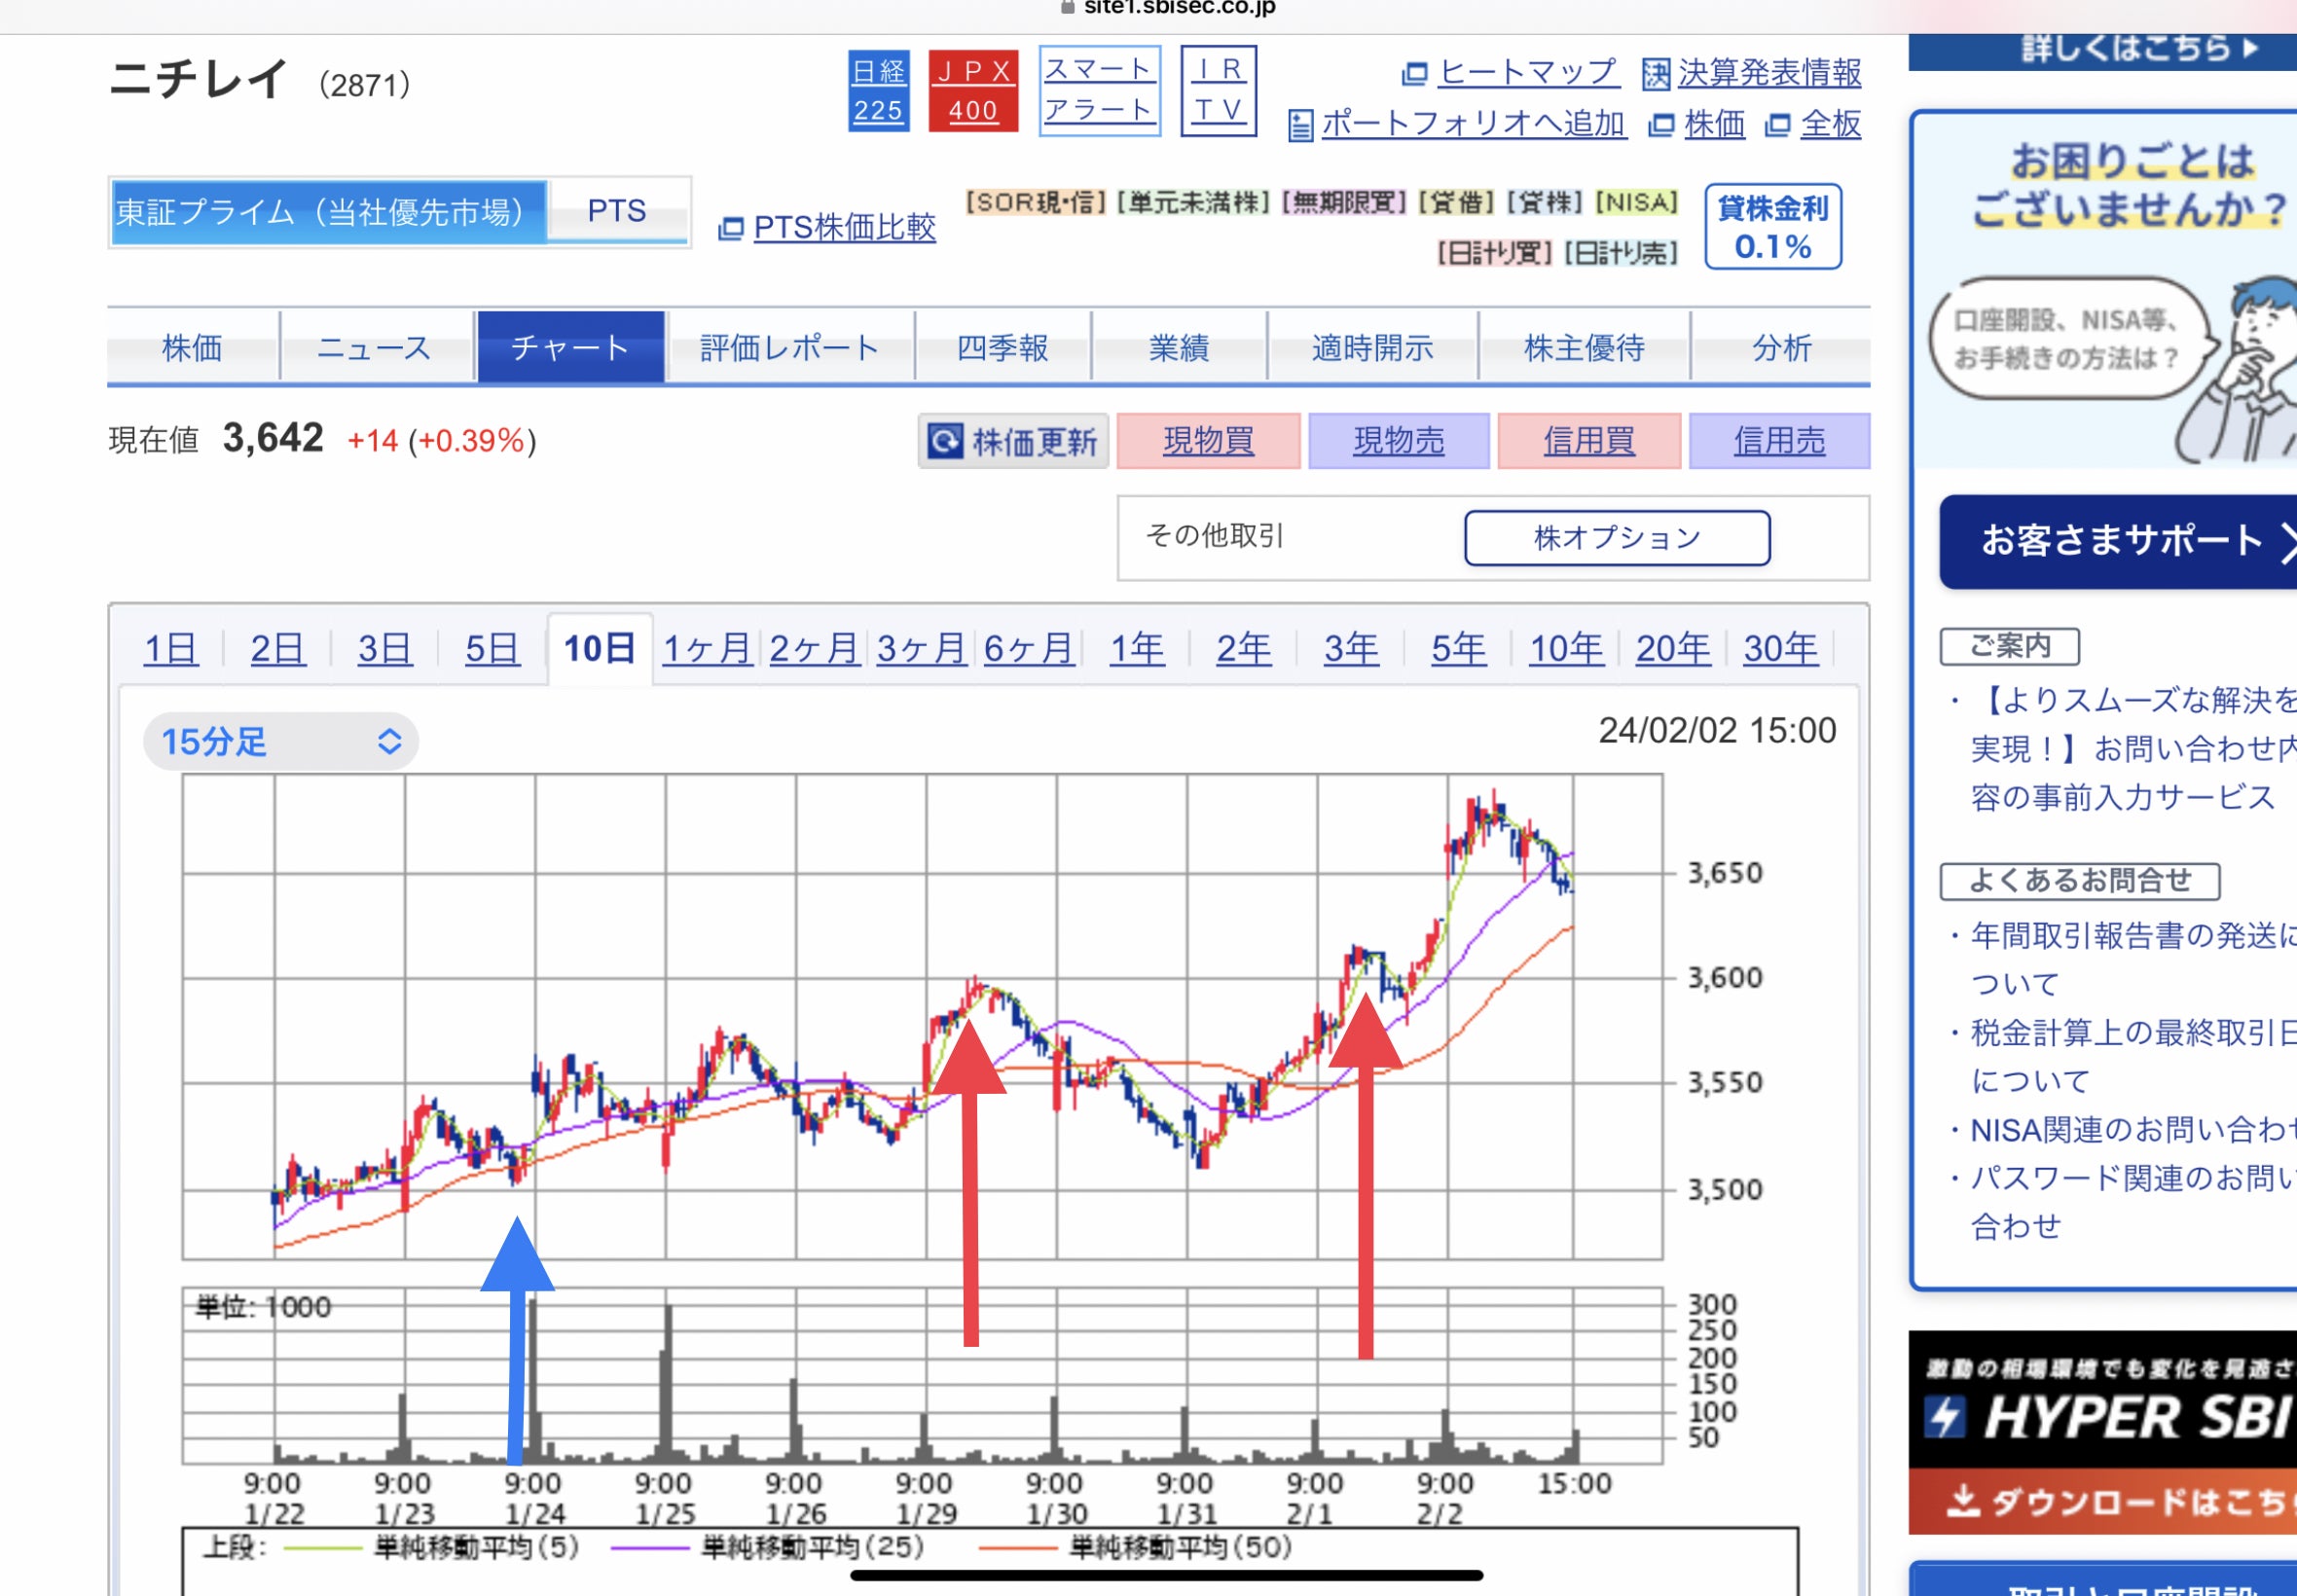 site1.sbisec.co.jp
ニチレイ (2871)
日経
225
JPX
400
スマート
アラート
IR
TV
ヒートマップ 決 決算発表情報
ポートフォリオへ追加 株価 全板
東証プライム(当社優先市場) PTS
PTS株価比較
[SOR現・信] [単元未満株] [無期限買] [貸借] [貸株] [NISA]
[日計り買] [日計り売]
貸株金利
0.1%
株価 ニュース チャート 評価レポート 四季報 業績 適時開示 株主優待 分析
現在値 3,642 +14 (+0.39%)
株価更新 現物買 現物売 信用買 信用売
その他取引 株オプション
1日 2日 3日 5日 10日 1ヶ月 2ヶ月 3ヶ月 6ヶ月 1年 2年 3年 5年 10年 20年 30年
15分足
24/02/02 15:00
3,650
3,600
3,550
3,500
単位: 1000
300
250
200
150
100
50
9:00 9:00 9:00 9:00 9:00 9:00 9:00 9:00 9:00 9:00 15:00
1/22 1/23 1/24 1/25 1/26 1/29 1/30 1/31 2/1 2/2
上段: 単純移動平均(5) 単純移動平均(25) 単純移動平均(50)
詳しくはこちら
お困りごとは
ございませんか?
口座開設、NISA等、
お手続きの方法は?
お客さまサポート
ご案内
・【よりスムーズな解決を
実現!】お問い合わせ内
容の事前入力サービス
よくあるお問合せ
・年間取引報告書の発送に
ついて
・税金計算上の最終取引日
について
・NISA関連のお問い合わせ
・パスワード関連のお問い
合わせ
激動の相場環境でも変化を見逃さ
HYPER SBI
ダウンロードはこちら
取引と口座開設